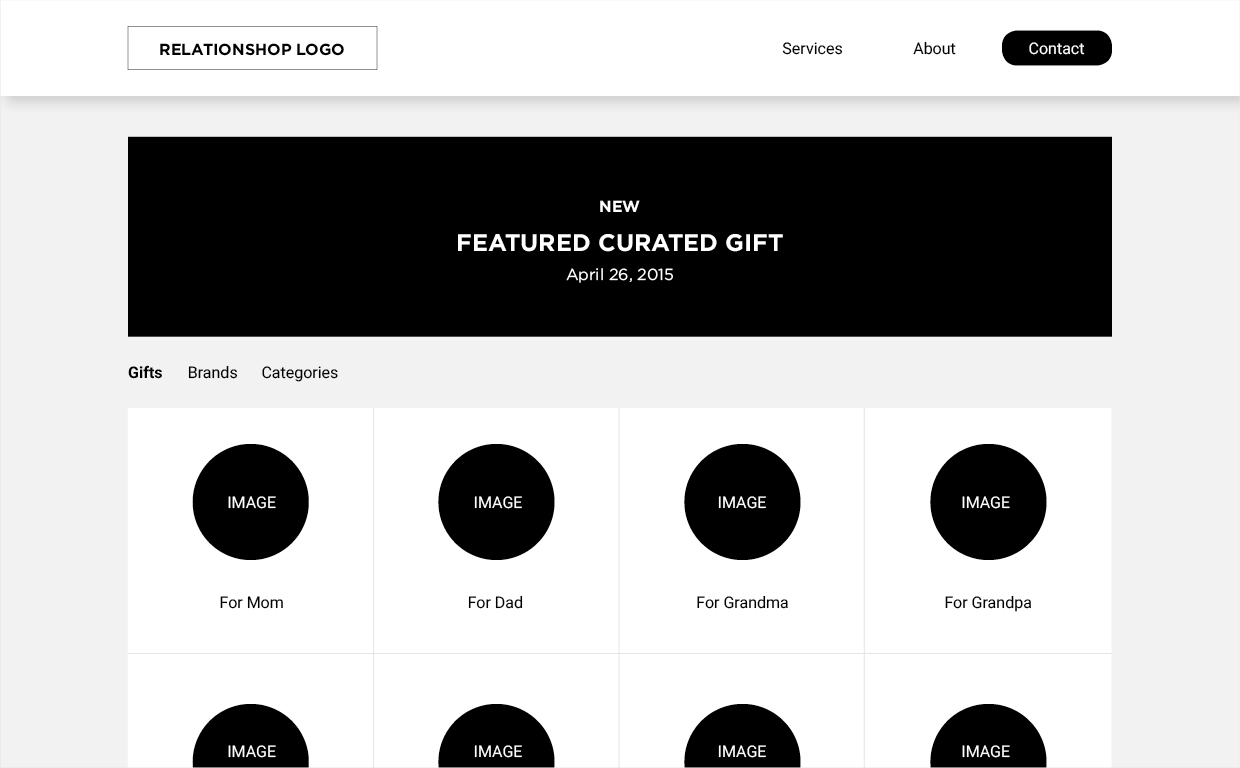 RELATIONSHOP LOGO
Services About Contact
NEW
FEATURED CURATED GIFT
April 26, 2015
Gifts Brands Categories
IMAGE IMAGE IMAGE IMAGE
For Mom For Dad For Grandma For Grandpa
IMAGE IMAGE IMAGE IMAGE